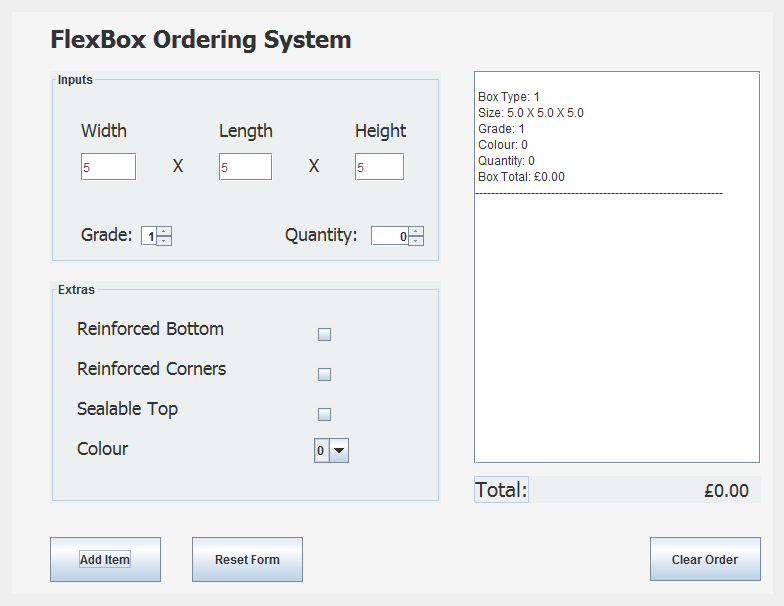 FlexBox Ordering System
Inputs
Width Length Height
5 X 5 X 5
Grade: 1 Quantity: 0
Extras
Reinforced Bottom
Reinforced Corners
Sealable Top
Colour 0
Box Type: 1
Size: 5.0 X 5.0 X 5.0
Grade: 1
Colour: 0
Quantity: 0
Box Total: £0.00
--------------------------------------------------------------
Total: £0.00
Add Item Reset Form Clear Order